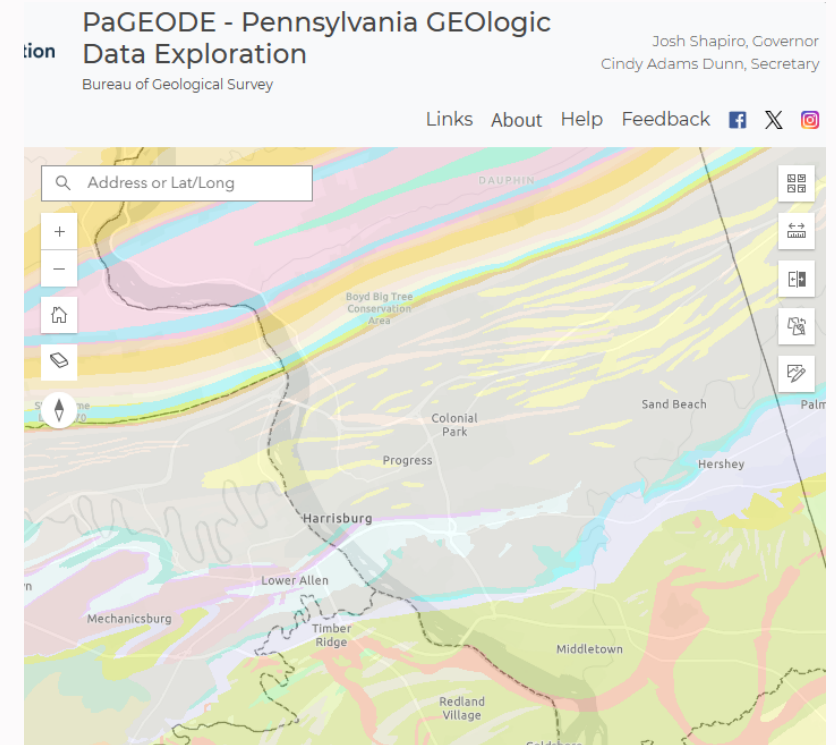 PaGEODE - Pennsylvania GEOlogic
tion Data Exploration
Bureau of Geological Survey
Josh Shapiro, Governor
Cindy Adams Dunn, Secretary
Links About Help Feedback
Address or Lat/Long
DAUPHIN
Boyd Big Tree
Conservation
Area
Colonial
Park
Sand Beach
Palm
Progress
Hershey
Harrisburg
Lower Allen
Mechanicsburg
Timber
Ridge
Middletown
Redland
Village